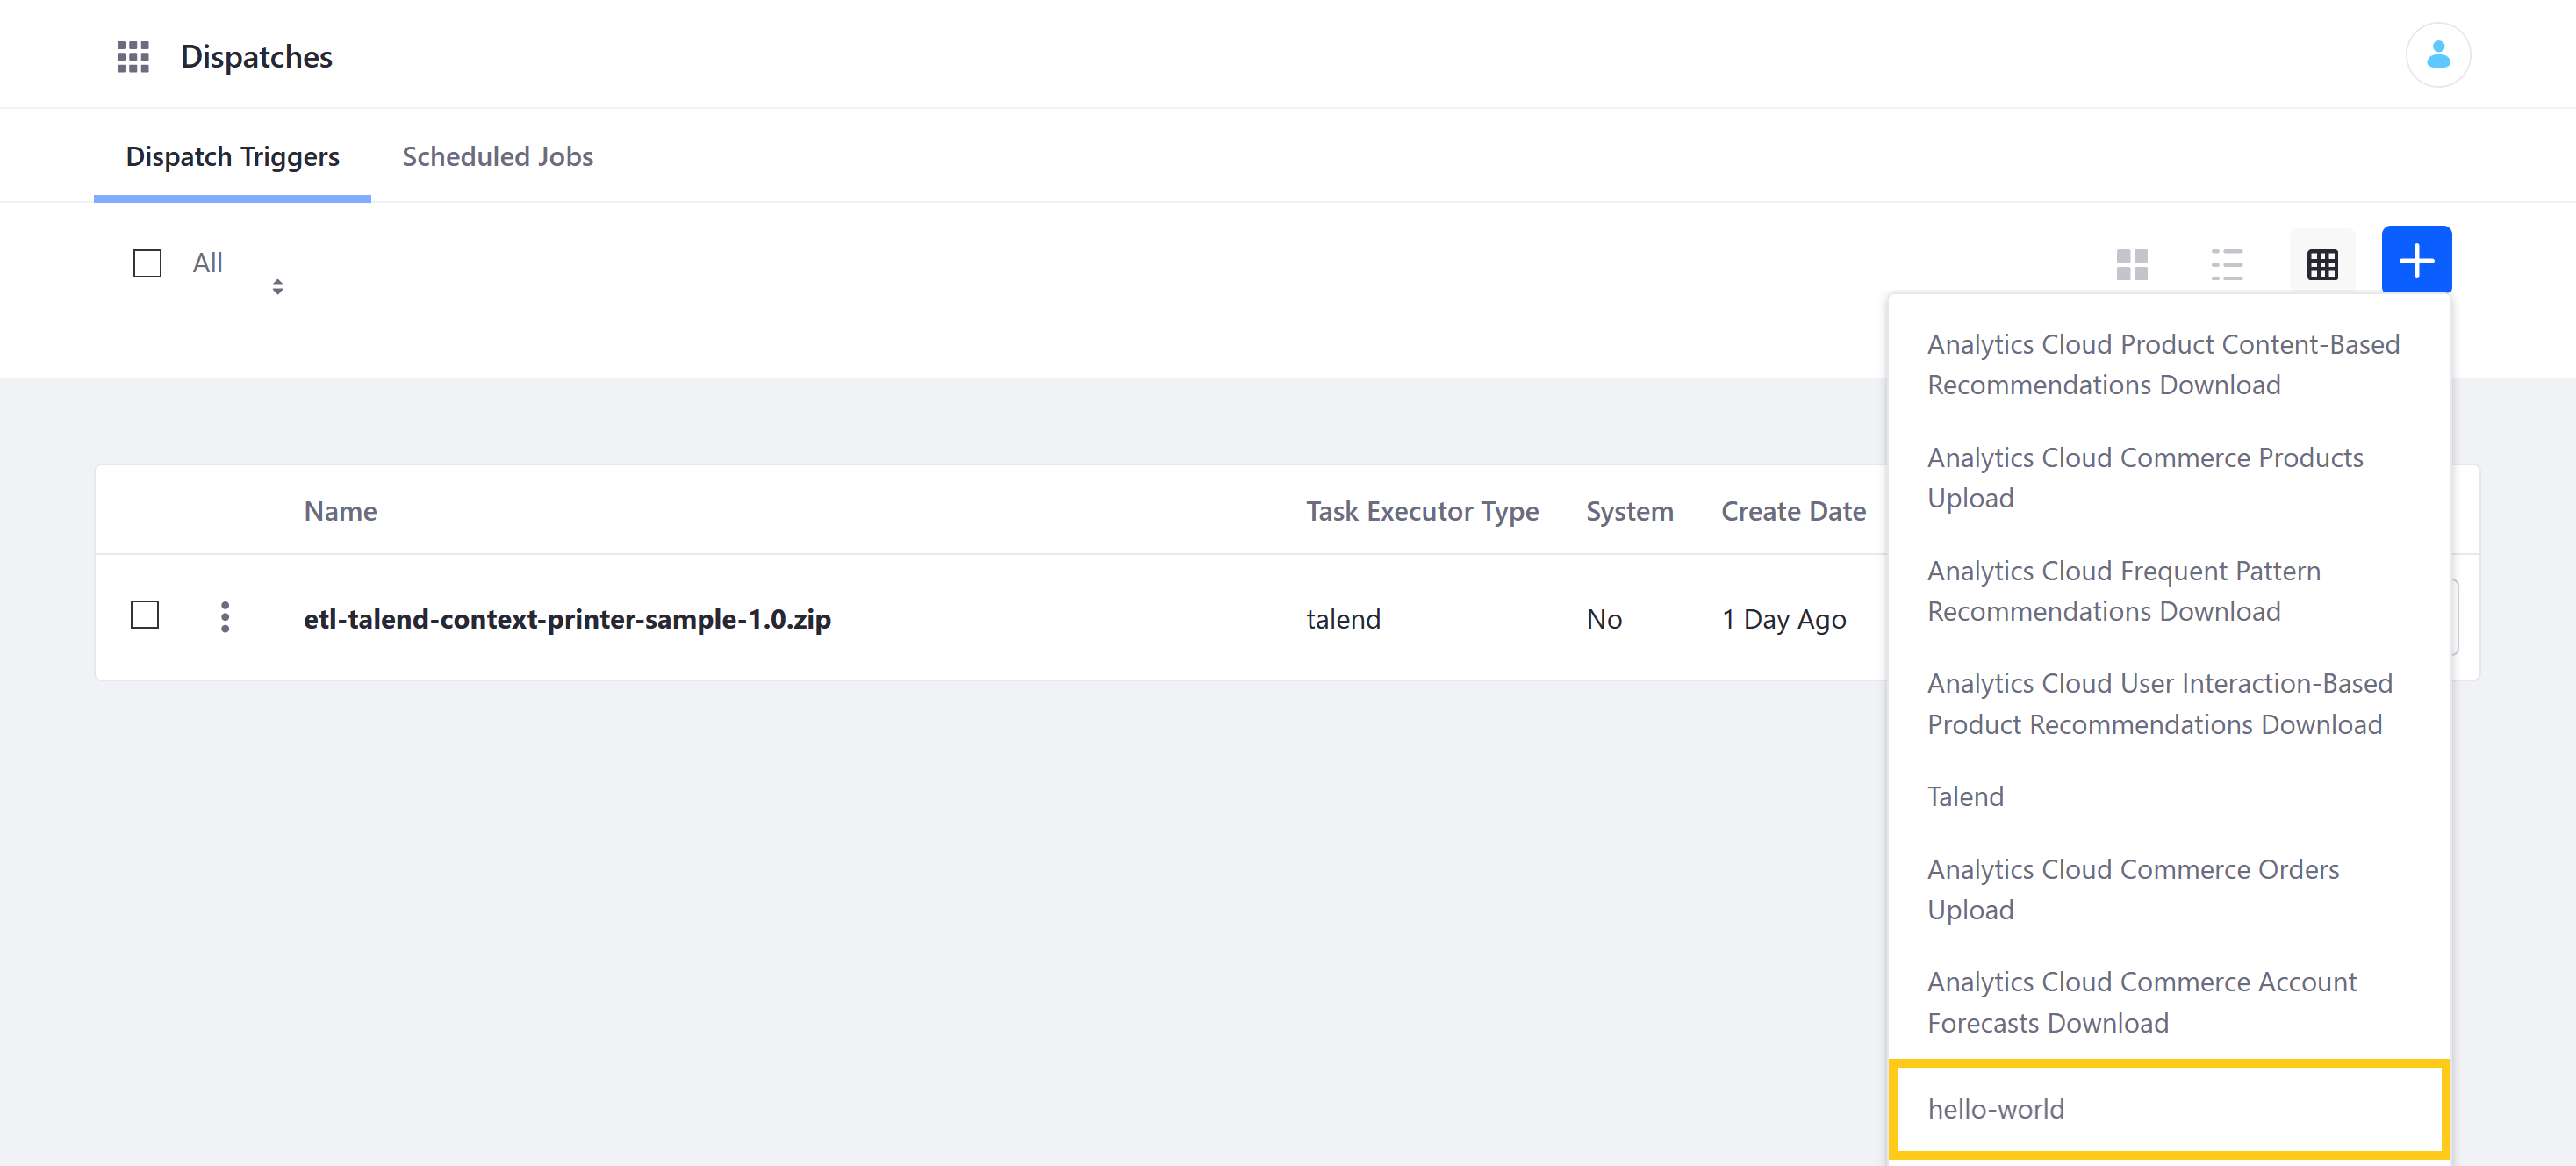 Dispatches
Dispatch Triggers
Scheduled Jobs
All
Name
Task Executor Type
System
Create Date
etl-talend-context-printer-sample-1.0.zip
talend
No
1 Day Ago
Analytics Cloud Product Content-Based
Recommendations Download
Analytics Cloud Commerce Products
Upload
Analytics Cloud Frequent Pattern
Recommendations Download
Analytics Cloud User Interaction-Based
Product Recommendations Download
Talend
Analytics Cloud Commerce Orders
Upload
Analytics Cloud Commerce Account
Forecasts Download
hello-world